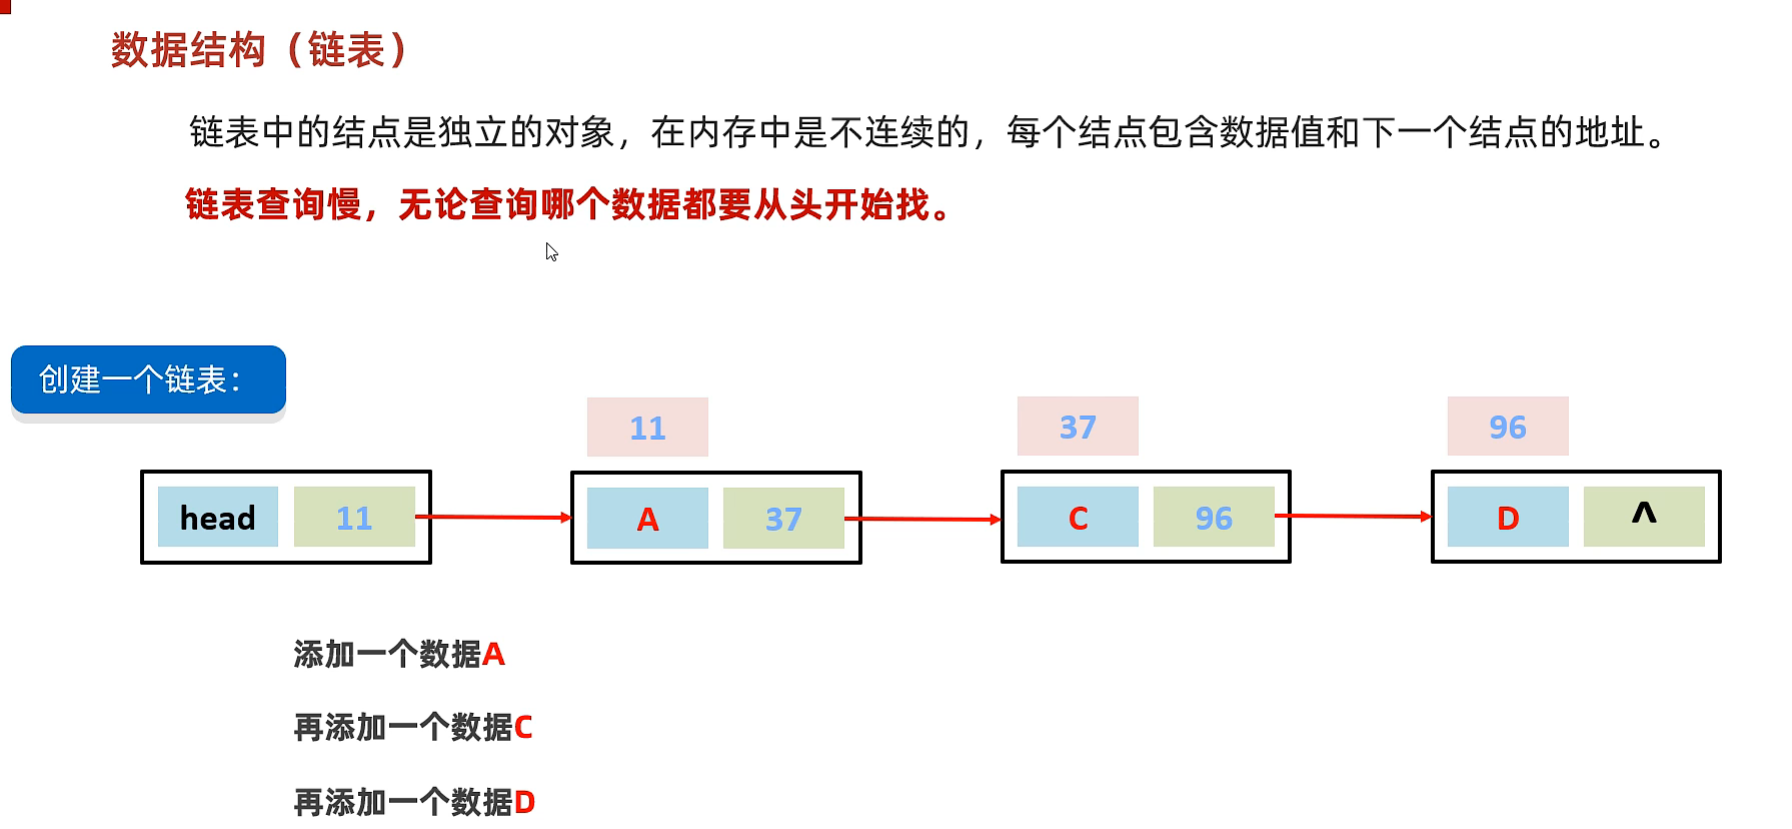 数据结构（链表）
链表中的结点是独立的对象，在内存中是不连续的，每个结点包含数据值和下一个结点的地址。
链表查询慢，无论查询哪个数据都要从头开始找。
创建一个链表：
11 37 96
head 11 A 37 C 96 D ^
添加一个数据A
再添加一个数据C
再添加一个数据D